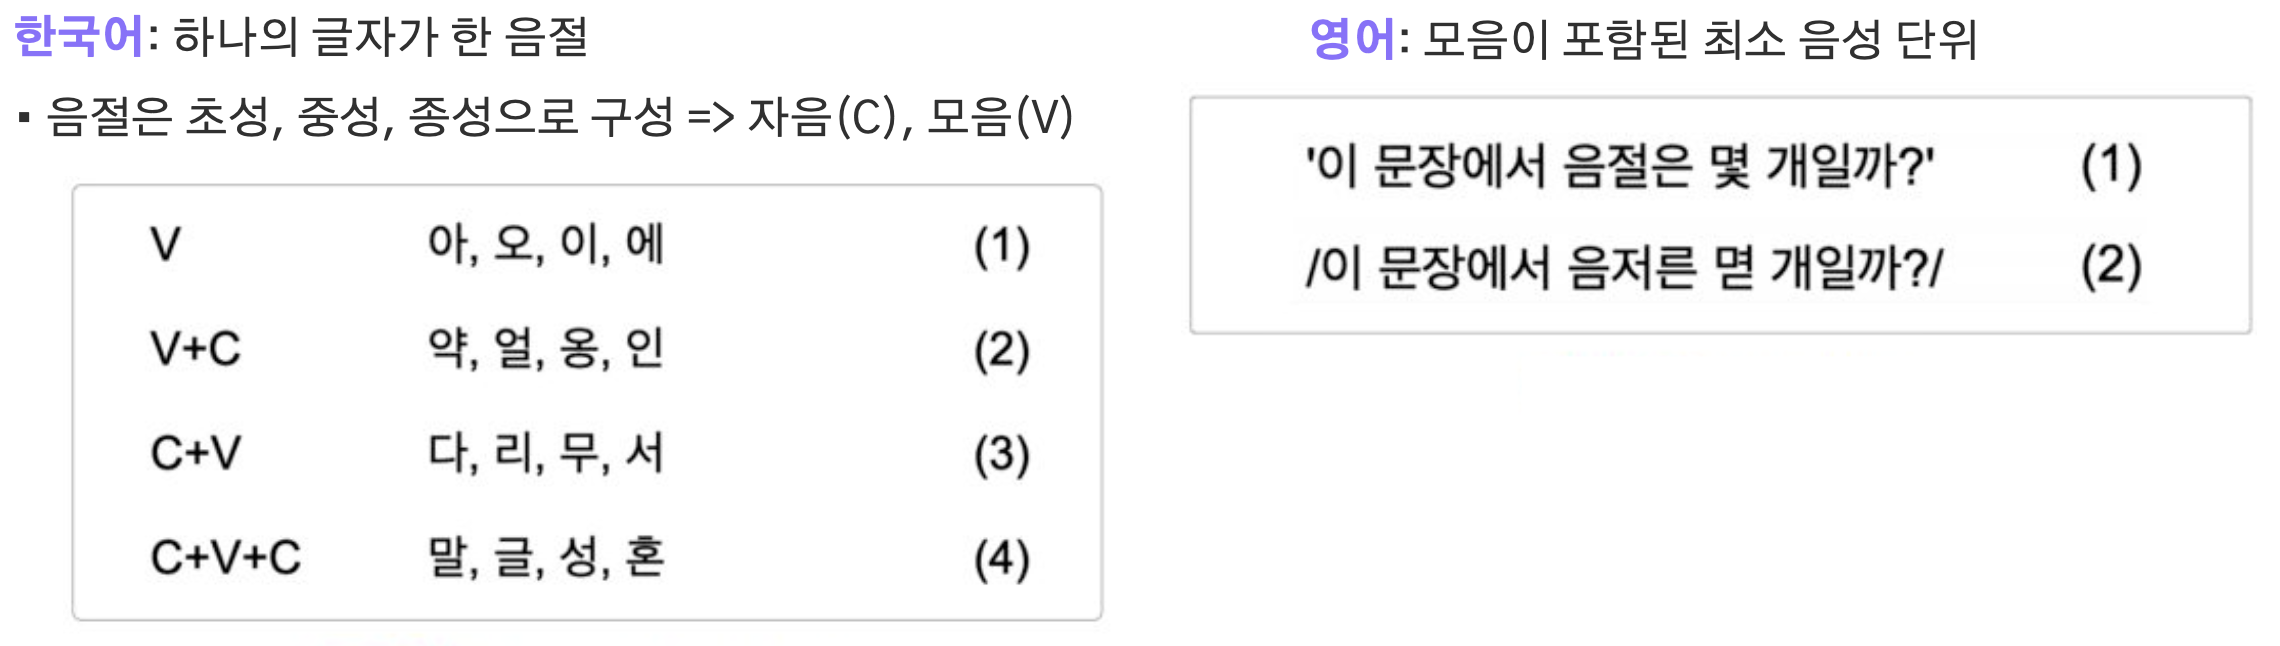 한국어: 하나의 글자가 한 음절
▪ 음절은 초성, 중성, 종성으로 구성 => 자음(C), 모음(V)
V 아, 오, 이, 에 (1)
V+C 약, 얼, 옹, 인 (2)
C+V 다, 리, 무, 서 (3)
C+V+C 말, 글, 성, 혼 (4)
영어: 모음이 포함된 최소 음성 단위
'이 문장에서 음절은 몇 개일까?' (1)
/이 문장에서 음저른 멷 개일까?/ (2)